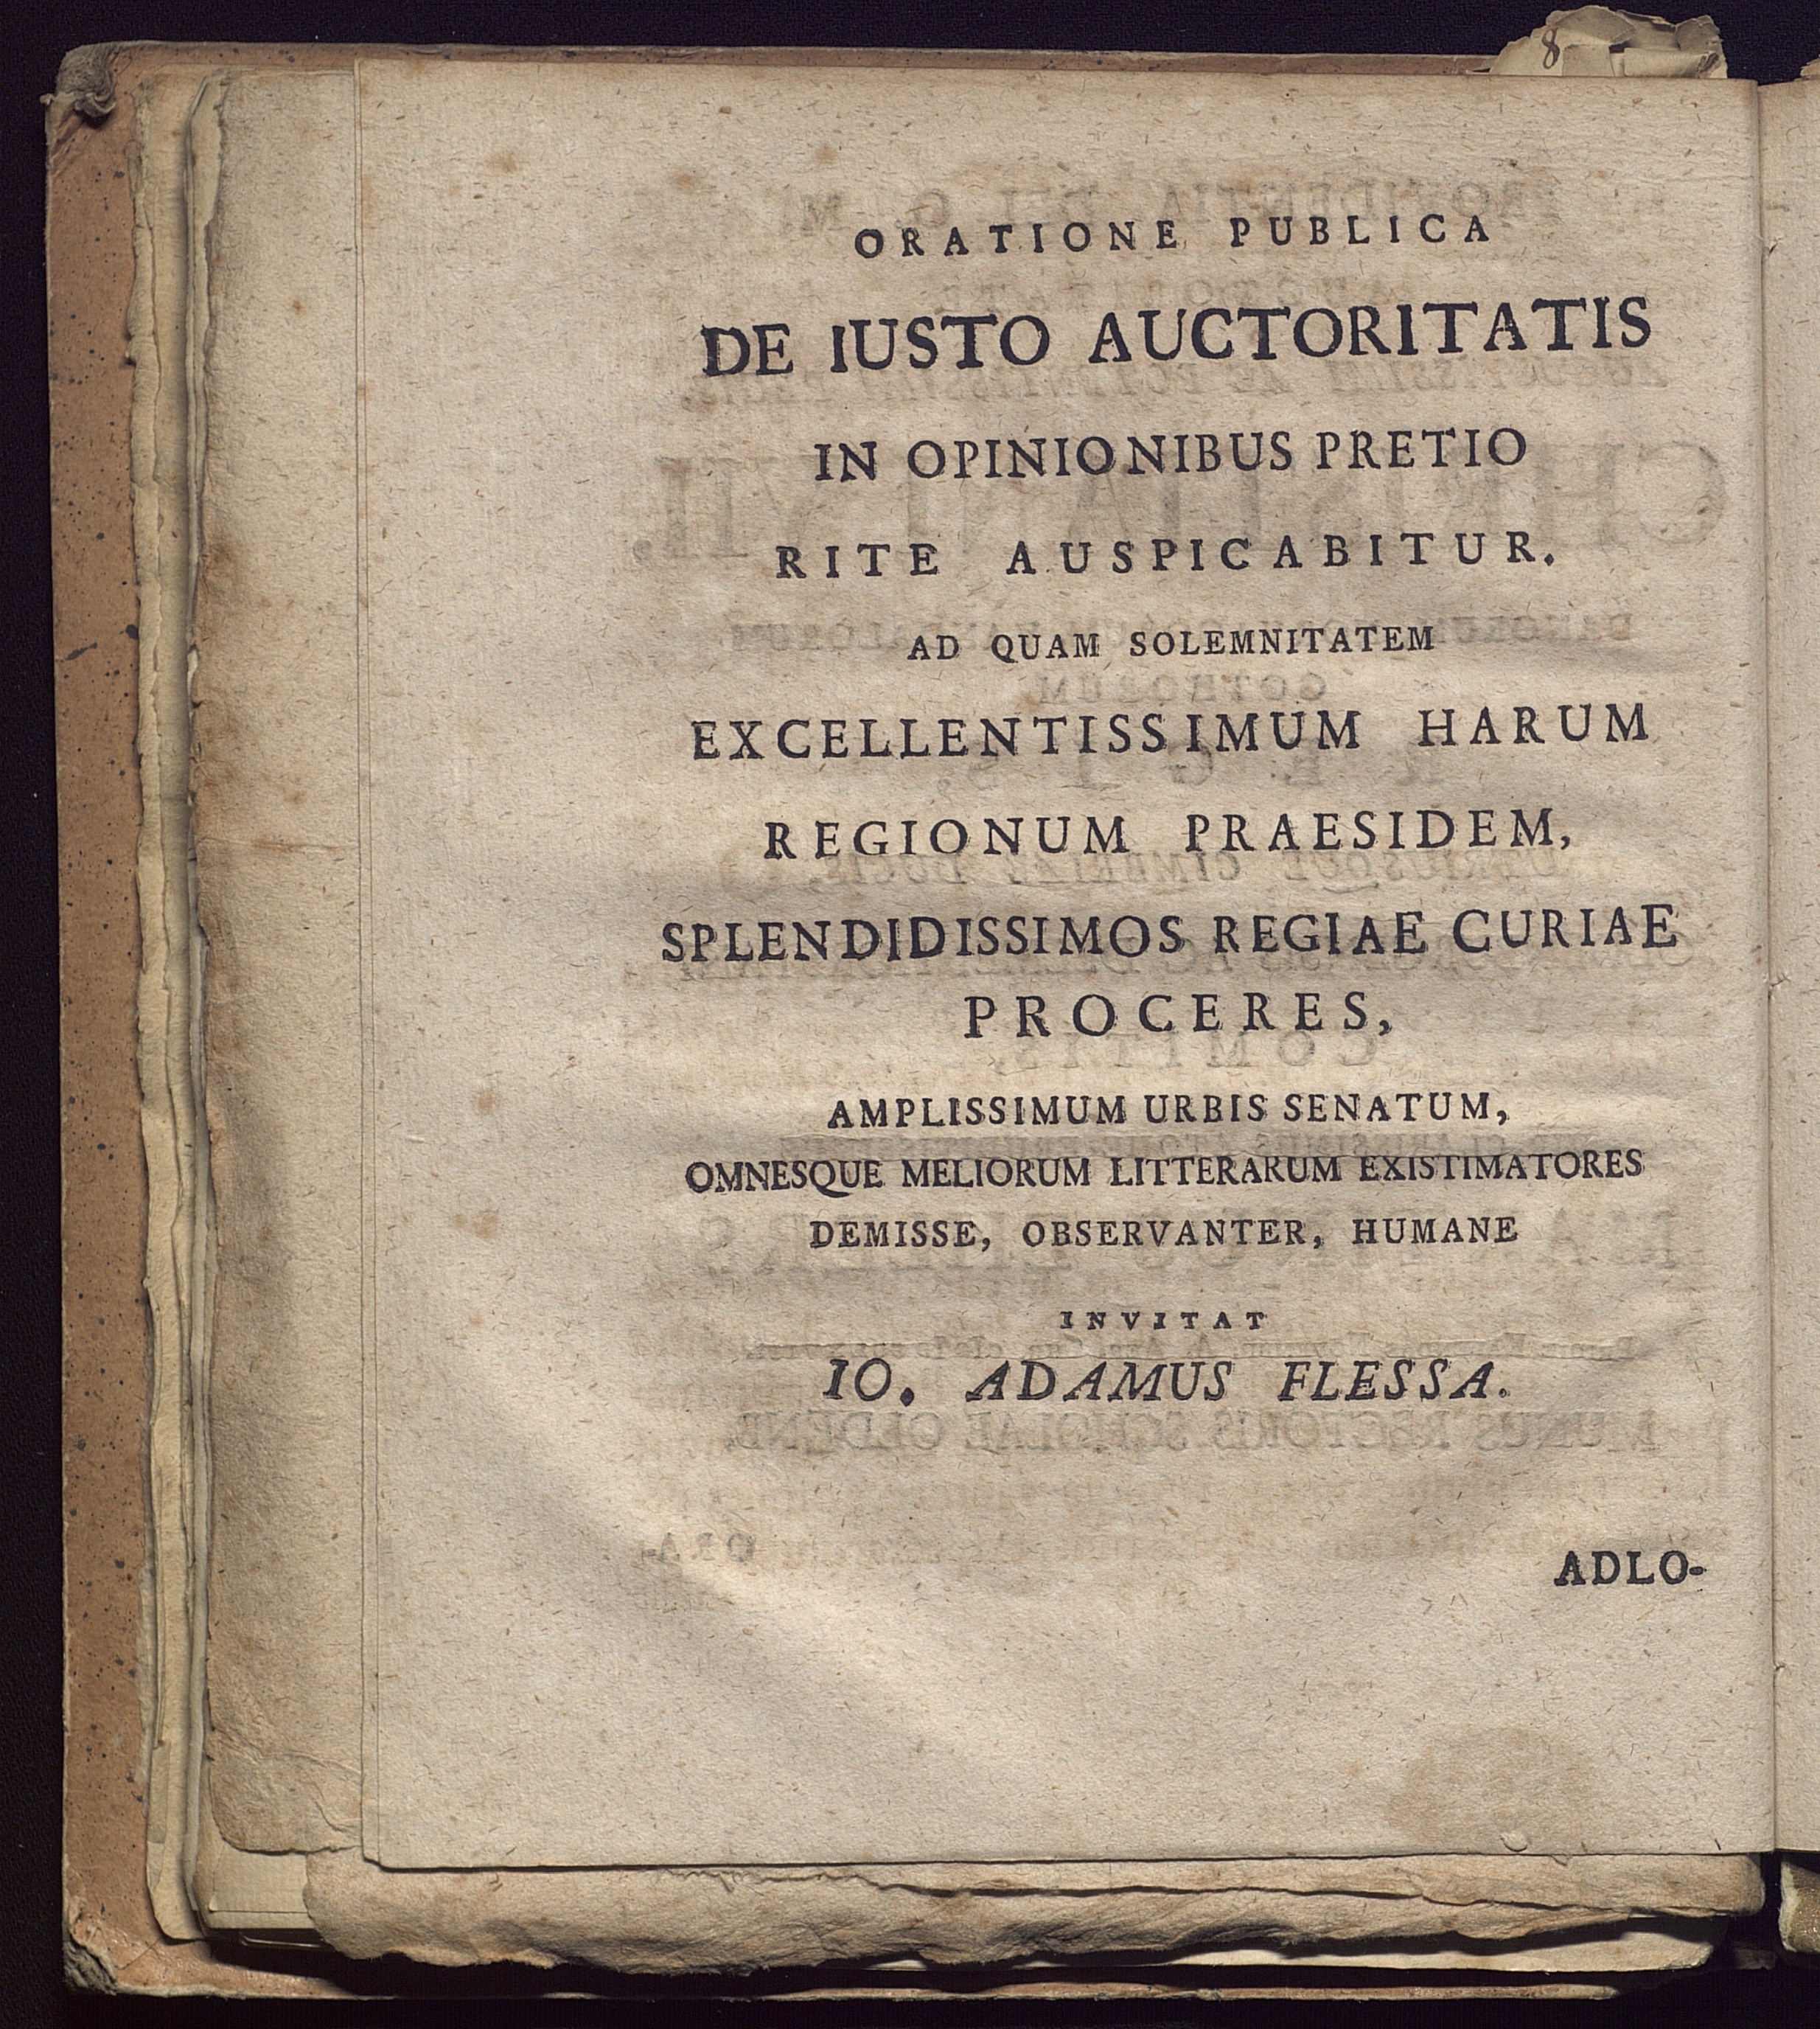 8
ORATIONE PUBLICA
DE IUSTO AUCTORITATIS
IN OPINIONIBUS PRETIO
RITE AUSPICABITUR.
AD QUAM SOLEMNITATEM
EXCELLENTISSIMUM HARUM
REGIONUM PRAESIDEM,
SPLENDIDISSIMOS REGIAE CURIAE
PROCERES,
AMPLISSIMUM URBIS SENATUM,
OMNESQUE MELIORUM LITTERARUM EXISTIMATORES
DEMISSE, OBSERVANTER, HUMANE
INVITAT
IO. ADAMUS FLESSA.
ADLO-